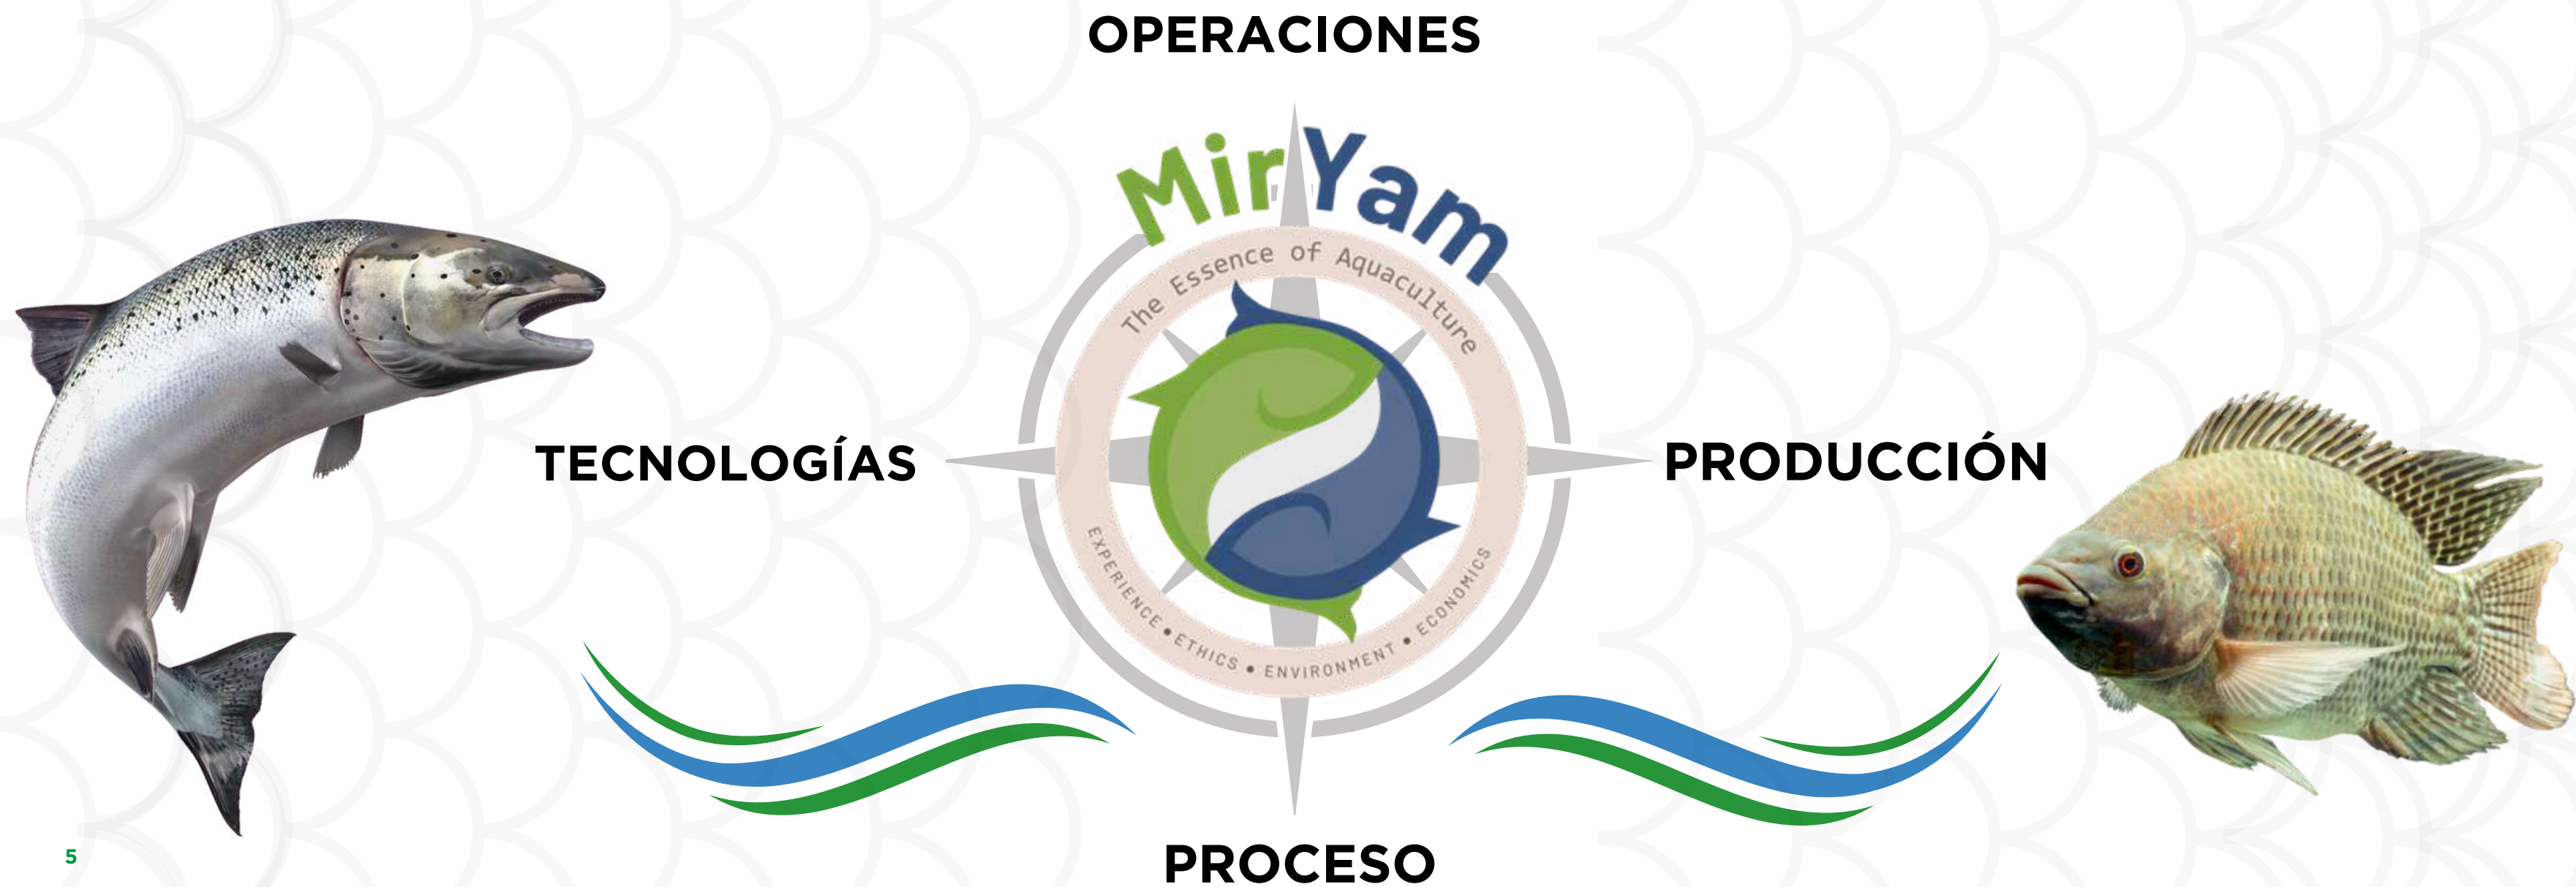 OPERACIONES
MirYam
The Essence of Aquaculture
TECNOLOGÍAS
PRODUCCIÓN
EXPERIENCE • ETHICS • ENVIRONMENT • ECONOMICS
5
PROCESO